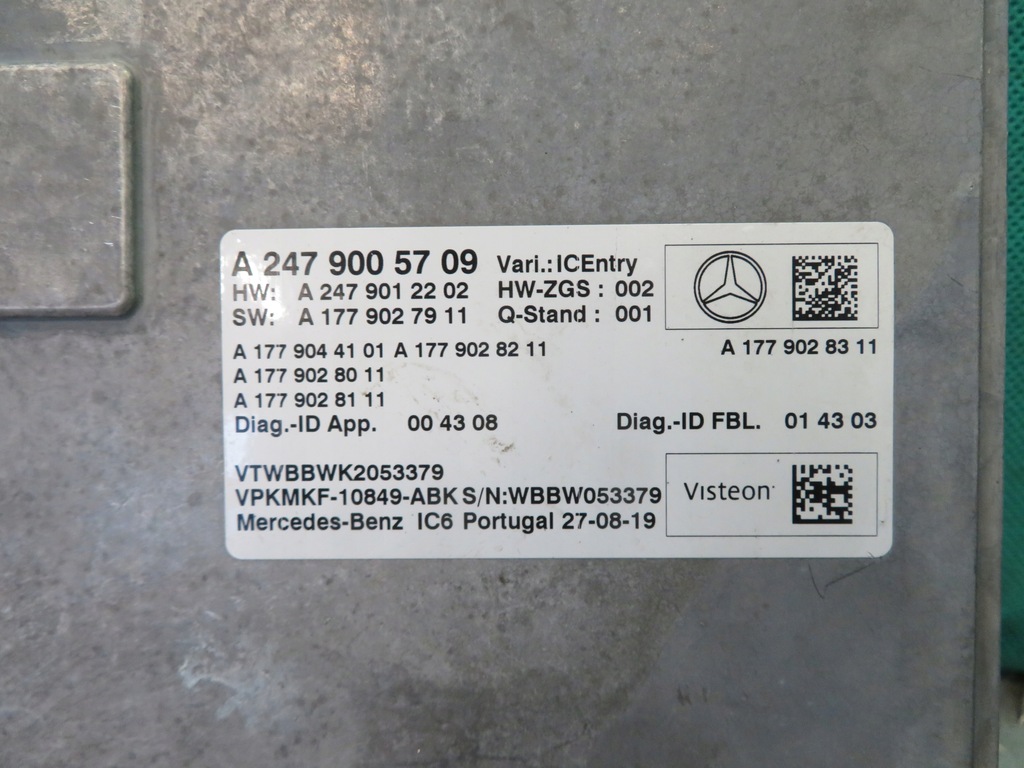 A 247 900 57 09 Vari.: ICEntry
HW: A 247 901 22 02 HW-ZGS : 002
SW: A 177 902 79 11 Q-Stand : 001
A 177 904 41 01 A 177 902 82 11 A 177 902 83 11
A 177 902 80 11
A 177 902 81 11
Diag.-ID App. 00 43 08 Diag.-ID FBL. 01 43 03
VTWBBWK2053379
VPKMKF-10849-ABK S/N:WBBW053379 Visteon
Mercedes-Benz IC6 Portugal 27-08-19